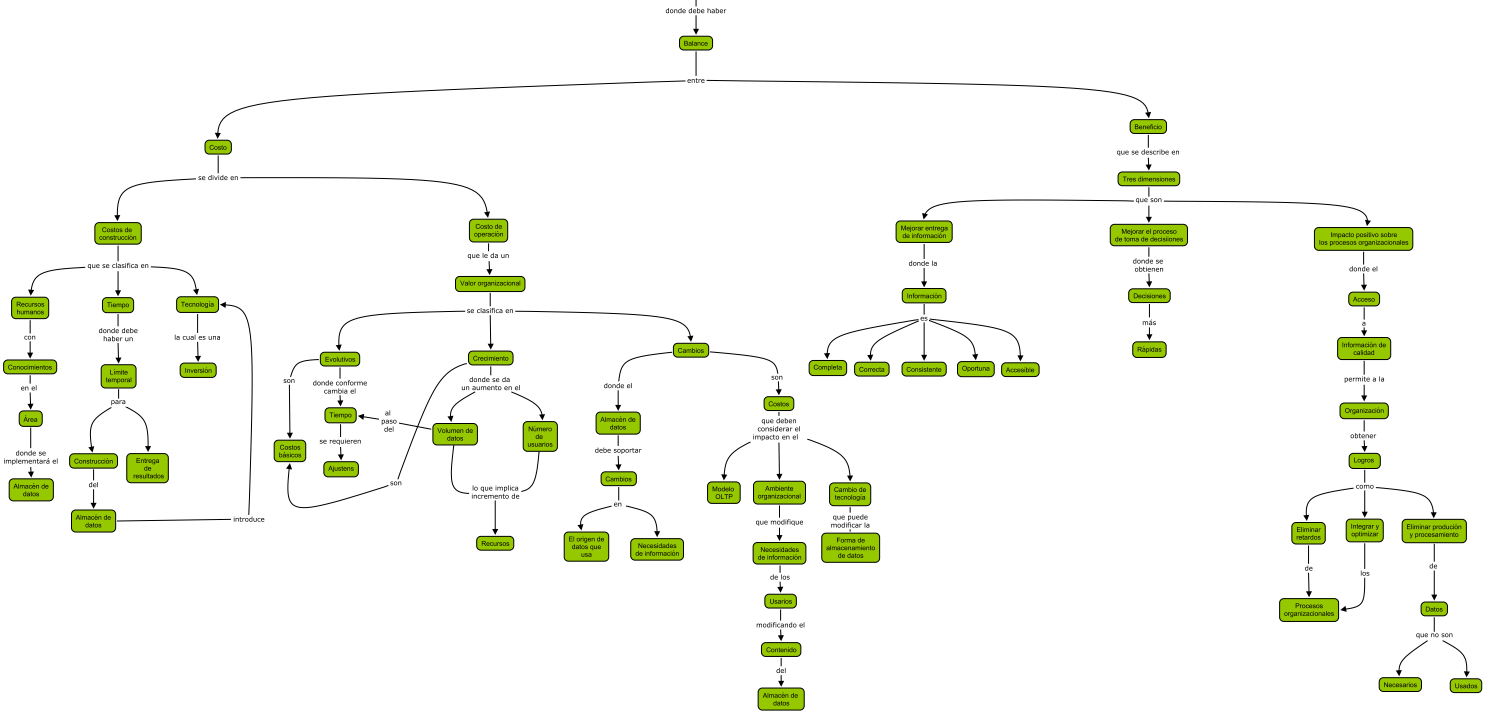 donde debe haber
Balance
entre
Costo
Beneficio
que se describe en
Tres dimensiones
se divide en
que son
Costos de
construcción
Costo de
operación
Mejorar entrega
de información
Mejorar el proceso
de toma de decisiones
Impacto positivo sobre
los procesos organizacionales
que se clasifica en
que le da un
Valor organizacional
donde la
donde se
obtienen
donde el
Recursos
humanos
Tiempo
Tecnología
Información
Decisiones
Acceso
con
donde debe
haber un
la cual es una
se clasifica en
es
más
a
Conocimientos
Límite
temporal
Inversión
Evolutivos
Crecimiento
Cambios
Completa
Correcta
Consistente
Oportuna
Accesible
Rápidas
Información de
calidad
en el
para
son
donde conforme
cambia el
donde se da
un aumento en el
donde el
son
permite a la
Área
Tiempo
al
paso
del
Volumen de
datos
Número
de
usuarios
Almacén de
datos
Costos
Organización
donde se
implementará el
Construcción
Entrega
de
resultados
Costos
básicos
se requieren
Ajustens
debe soportar
que deben
considerar el
impacto en el
obtener
Logros
Almacén de
datos
del
son
lo que implica
incremento de
Cambios
Modelo
OLTP
Ambiente
organizacional
Cambio de
tecnología
como
Almacén de
datos
introduce
Recursos
en
El origen de
datos que
usa
Necesidades
de información
que modifique
que puede
modificar la
Forma de
almacenamiento
de datos
Eliminar
retardos
Integrar y
optimizar
Eliminar produción
y procesamiento
Necesidades
de información
de los
Usarios
modificando el
Contenido
del
Almacén de
datos
de
los
de
Procesos
organizacionales
Datos
que no son
Necesarios
Usados